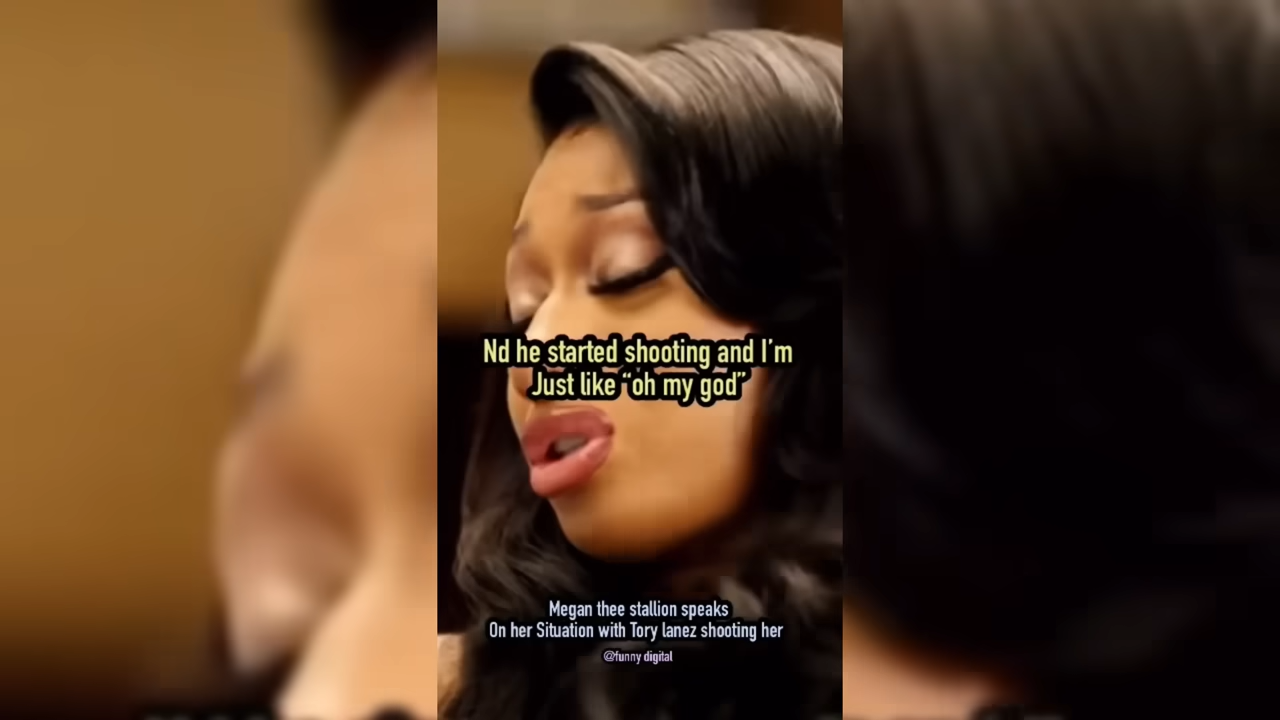 Nd he started shooting and I'm
Just like “oh my god”
Megan thee stallion speaks
On her Situation with Tory lanez shooting her
@funny digital